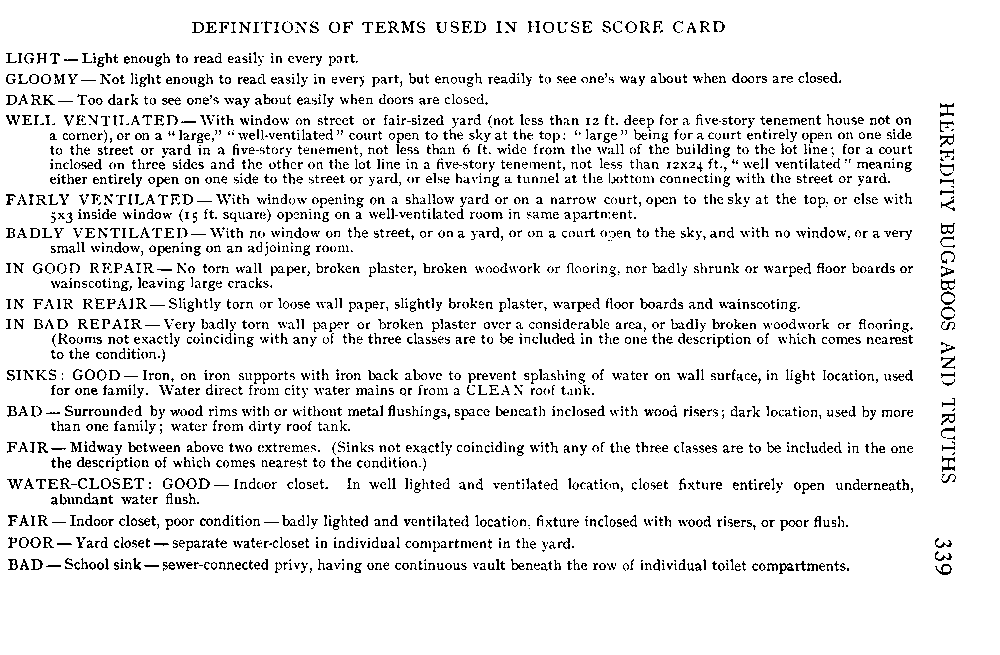 DEFINITIONS OF TERMS USED IN HOUSE SCORE CARD
LIGHT — Light enough to read easily in every part.
GLOOMY — Not light enough to read easily in every part, but enough readily to see one's way about when doors are closed.
DARK — Too dark to see one's way about easily when doors are closed.
WELL VENTILATED — With window on street or fair-sized yard (not less than 12 ft. deep for a five-story tenement house not on
a corner), or on a "large," "well-ventilated" court open to the sky at the top: "large" being for a court entirely open on one side
to the street or yard in a five-story tenement, not less than 6 ft. wide from the wall of the building to the lot line; for a court
inclosed on three sides and the other on the lot line in a five-story tenement, not less than 12x24 ft., "well ventilated" meaning
either entirely open on one side to the street or yard, or else having a tunnel at the bottom connecting with the street or yard.
FAIRLY VENTILATED — With window opening on a shallow yard or on a narrow court, open to the sky at the top, or else with
5x3 inside window (15 ft. square) opening on a well-ventilated room in same apartment.
BADLY VENTILATED — With no window on the street, or on a yard, or on a court open to the sky, and with no window, or a very
small window, opening on an adjoining room.
IN GOOD REPAIR — No torn wall paper, broken plaster, broken woodwork or flooring, nor badly shrunk or warped floor boards or
wainscoting, leaving large cracks.
IN FAIR REPAIR — Slightly torn or loose wall paper, slightly broken plaster, warped floor boards and wainscoting.
IN BAD REPAIR — Very badly torn wall paper or broken plaster over a considerable area, or badly broken woodwork or flooring.
(Rooms not exactly coinciding with any of the three classes are to be included in the one the description of which comes nearest
to the condition.)
SINKS: GOOD — Iron, on iron supports with iron back above to prevent splashing of water on wall surface, in light location, used
for one family. Water direct from city water mains or from a CLEAN roof tank.
BAD — Surrounded by wood rims with or without metal flushings, space beneath inclosed with wood risers; dark location, used by more
than one family; water from dirty roof tank.
FAIR — Midway between above two extremes. (Sinks not exactly coinciding with any of the three classes are to be included in the one
the description of which comes nearest to the condition.)
WATER-CLOSET: GOOD — Indoor closet. In well lighted and ventilated location, closet fixture entirely open underneath,
abundant water flush.
FAIR — Indoor closet, poor condition — badly lighted and ventilated location, fixture inclosed with wood risers, or poor flush.
POOR — Yard closet — separate water-closet in individual compartment in the yard.
BAD — School sink — sewer-connected privy, having one continuous vault beneath the row of individual toilet compartments.
HEREDITY BUGABOOS AND TRUTHS 339